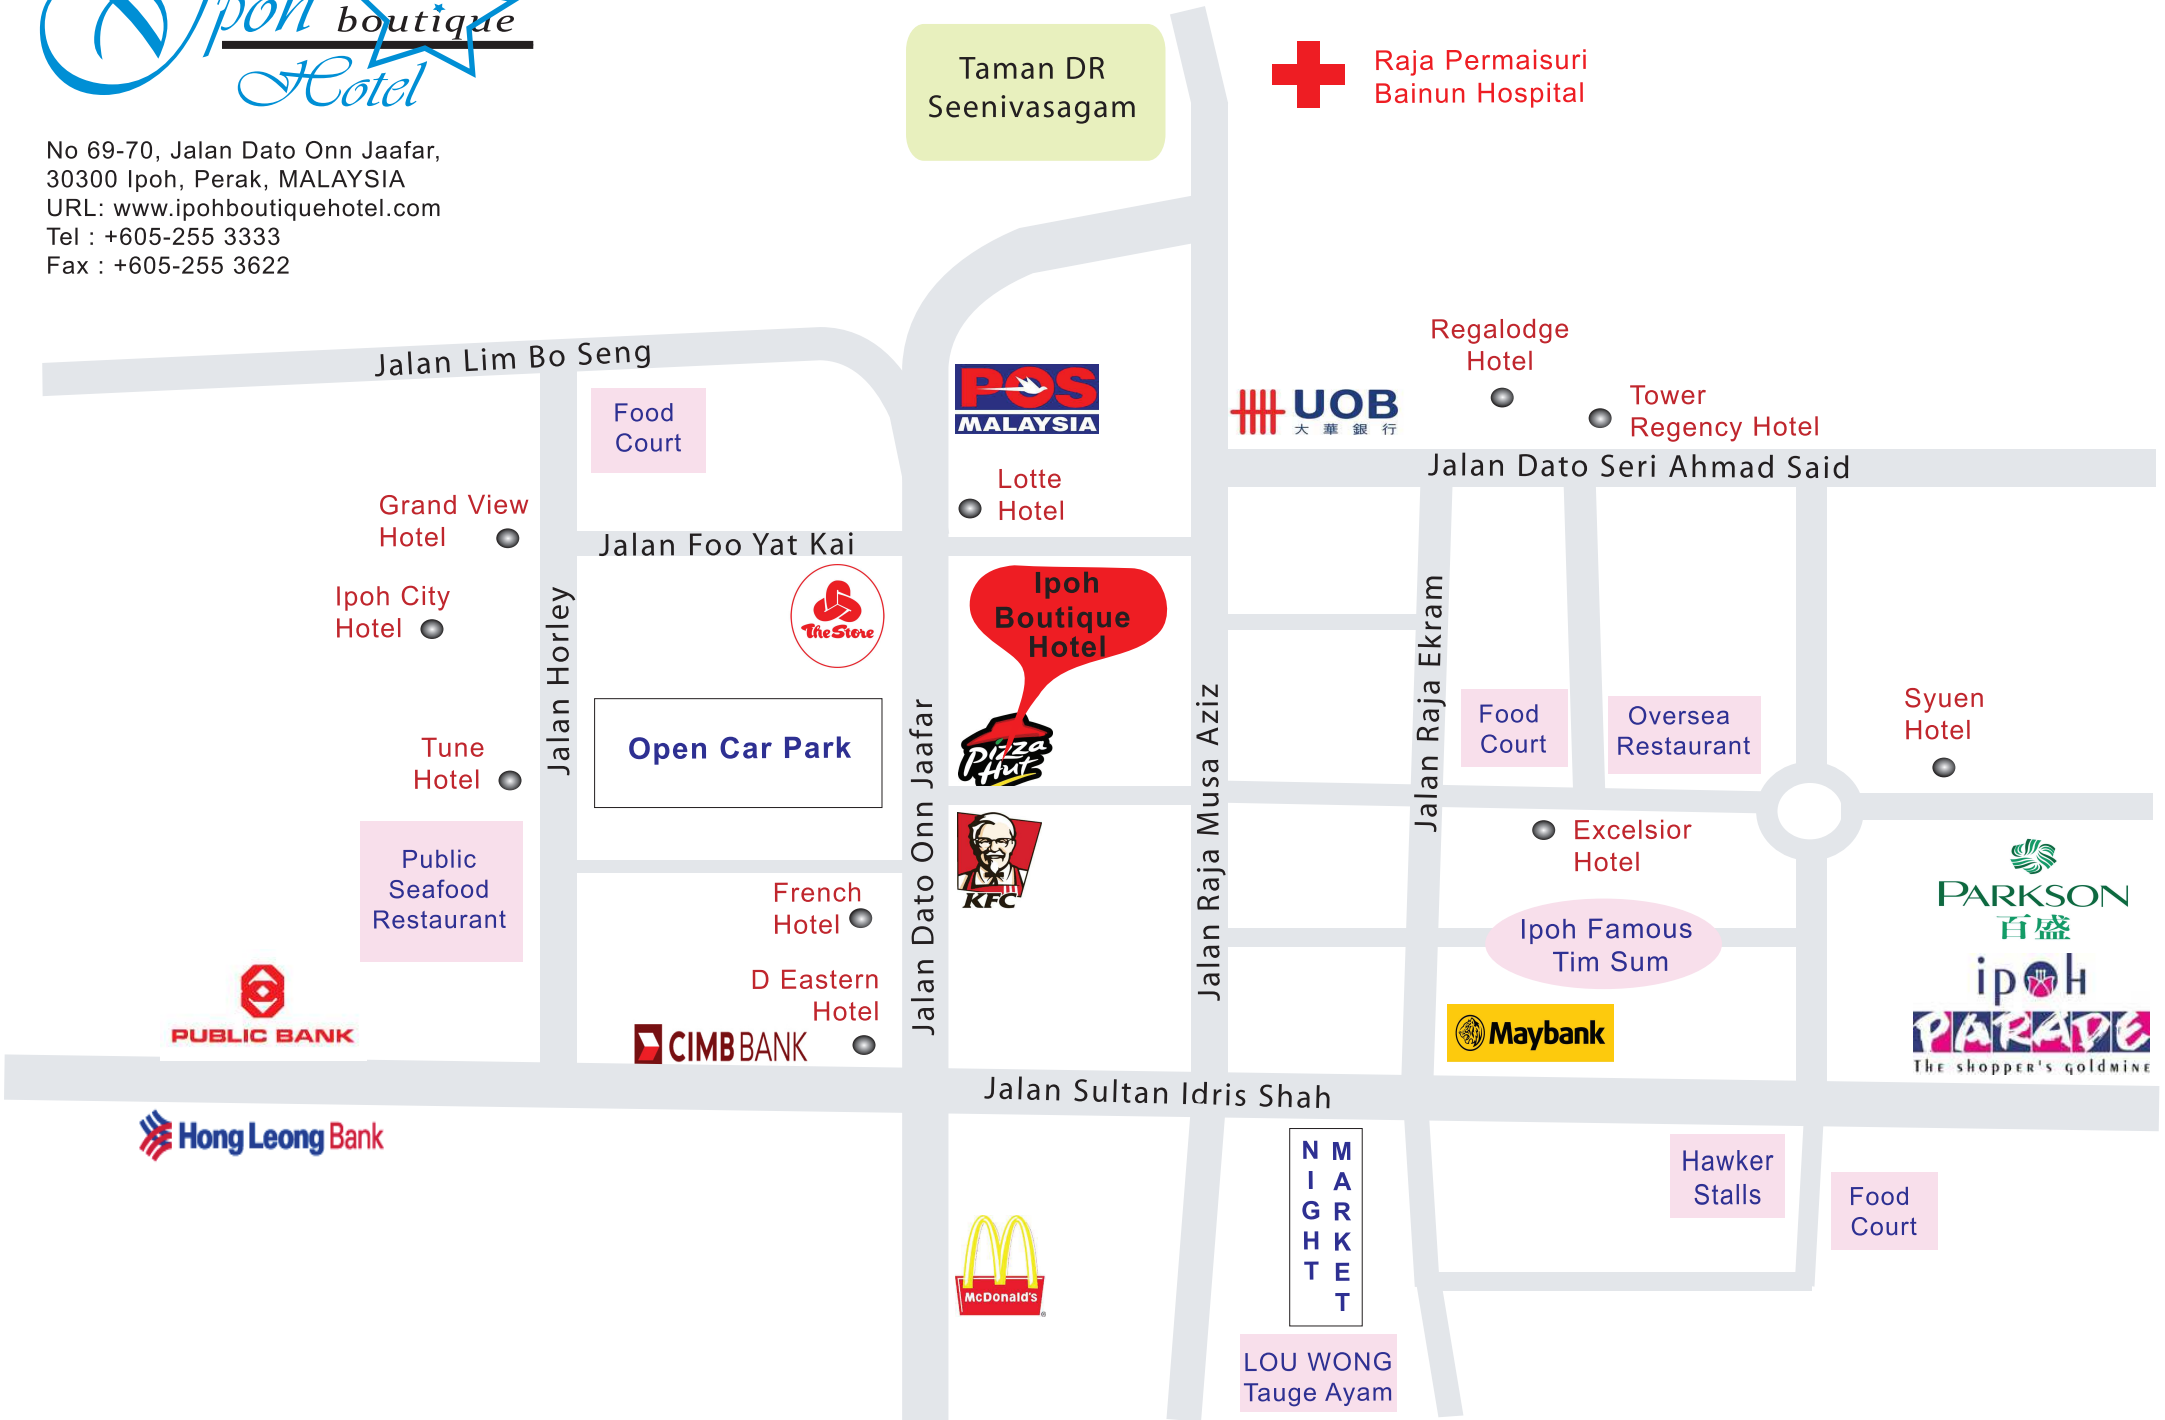 Ipoh
boutique
Hotel
No 69-70, Jalan Dato Onn Jaafar,
30300 Ipoh, Perak, MALAYSIA
URL: www.ipohboutiquehotel.com
Tel : +605-255 3333
Fax : +605-255 3622
Taman DR
Seenivasagam
Raja Permaisuri
Bainun Hospital
Jalan Lim Bo Seng
Food
Court
POS
MALAYSIA
UOB
大華銀行
Regalodge
Hotel
Tower
Regency Hotel
Jalan Dato Seri Ahmad Said
Lotte
Hotel
Grand View
Hotel
Jalan Foo Yat Kai
The Store
Ipoh
Boutique
Hotel
Ipoh City
Hotel
Jalan Horley
Open Car Park
Pizza
Hut
Jalan Dato Onn Jaafar
Jalan Raja Musa Aziz
Jalan Raja Ekram
Food
Court
Oversea
Restaurant
Syuen
Hotel
Tune
Hotel
Public
Seafood
Restaurant
KFC
Excelsior
Hotel
French
Hotel
PARKSON
百盛
Ipoh Famous
Tim Sum
D Eastern
Hotel
PUBLIC BANK
CIMB BANK
Maybank
ipoh
PARADE
The shopper's goldmine
Jalan Sultan Idris Shah
Hong Leong Bank
NIGHT
MARKET
Hawker
Stalls
Food
Court
McDonald's
®
LOU WONG
Tauge Ayam